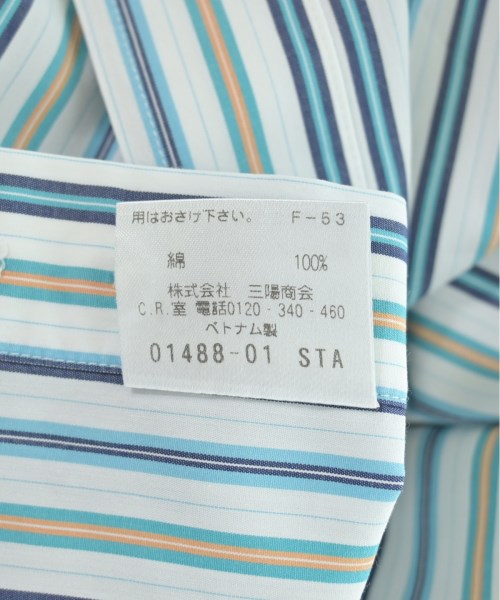 用はおさけ下さい。 F-53
綿 100%
株式会社 三陽商会
C.R.室 電話0120-340-460
ベトナム製
01488-01 STA